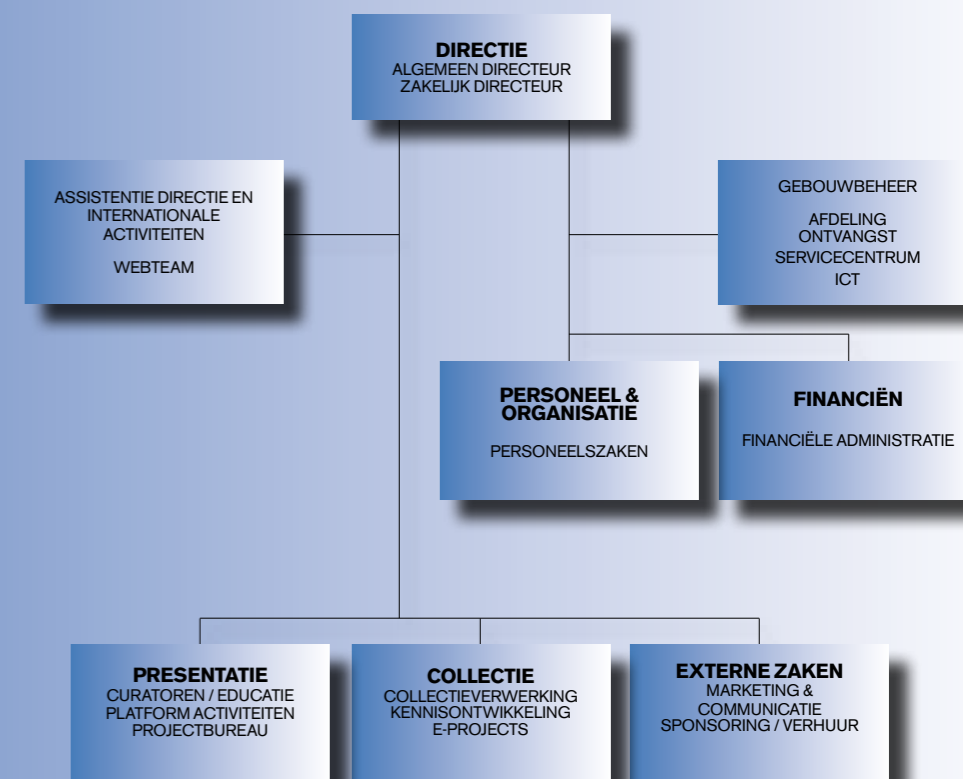 DIRECTIE
ALGEMEEN DIRECTEUR
ZAKELIJK DIRECTEUR
ASSISTENTIE DIRECTIE EN
INTERNATIONALE
ACTIVITEITEN
WEBTEAM
GEBOUWBEHEER
AFDELING
ONTVANGST
SERVICECENTRUM
ICT
PERSONEEL &
ORGANISATIE
PERSONEELSZAKEN
FINANCIËN
FINANCIËLE ADMINISTRATIE
PRESENTATIE
CURATOREN / EDUCATIE
PLATFORM ACTIVITEITEN
PROJECTBUREAU
COLLECTIE
COLLECTIEVERWERKING
KENNISONTWIKKELING
E-PROJECTS
EXTERNE ZAKEN
MARKETING &
COMMUNICATIE
SPONSORING / VERHUUR